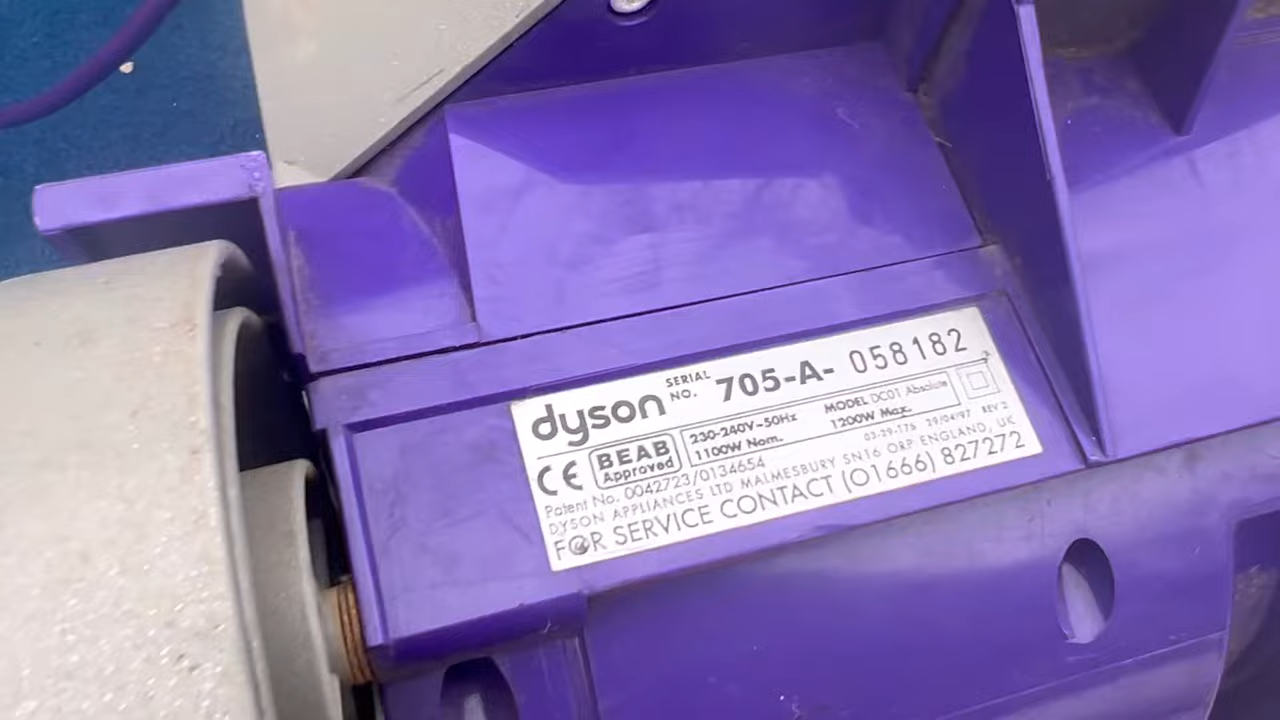 dyson SERIAL NO. 705-A- 058182
CE BEAB Approved
230-240V~50Hz MODEL DC01 Absolute
1100W Nom. 1200W Max.
Patent No. 0042723/0134654 03-29-176 29/04/97 REV 2
DYSON APPLIANCES LTD MALMESBURY SN16 ORP ENGLAND, UK
FOR SERVICE CONTACT (01666) 827272